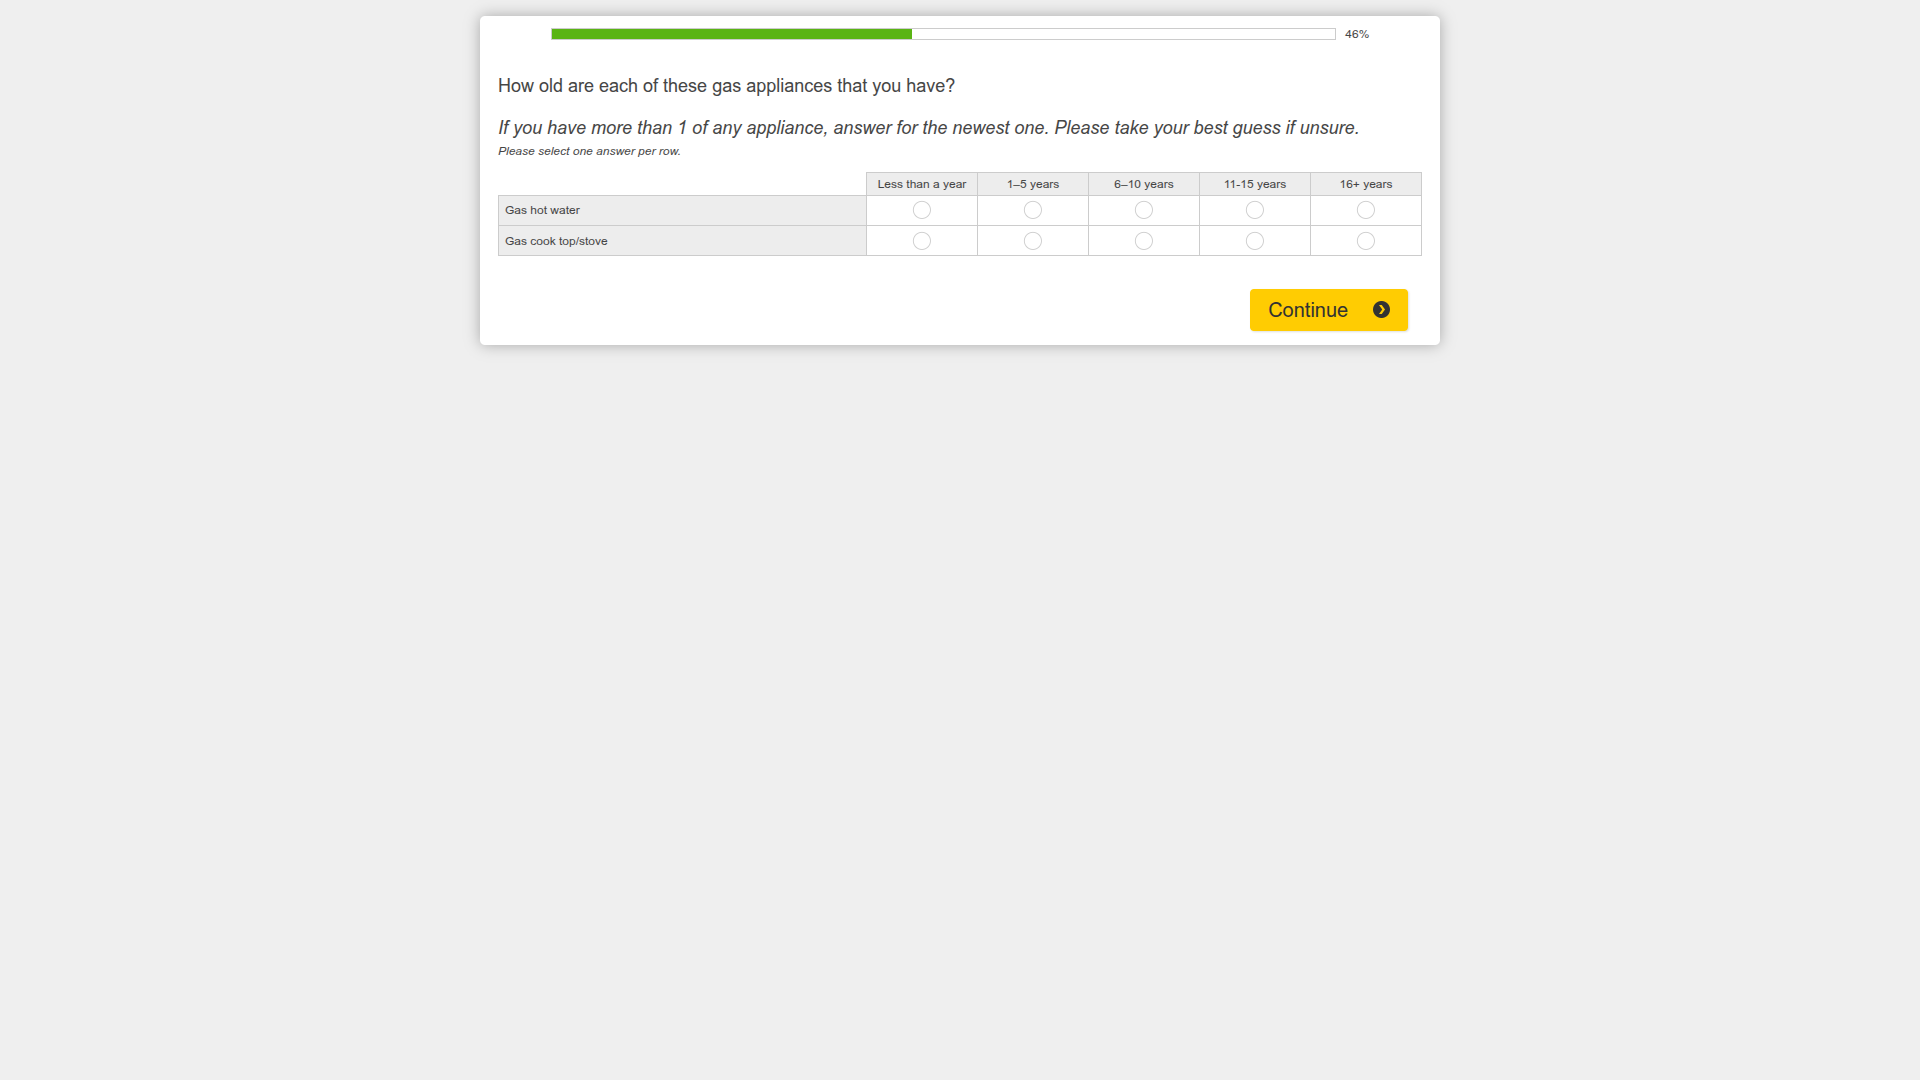 46%
How old are each of these gas appliances that you have?
If you have more than 1 of any appliance, answer for the newest one. Please take your best guess if unsure.
Please select one answer per row.
Less than a year 1–5 years 6–10 years 11-15 years 16+ years
Gas hot water
Gas cook top/stove
Continue